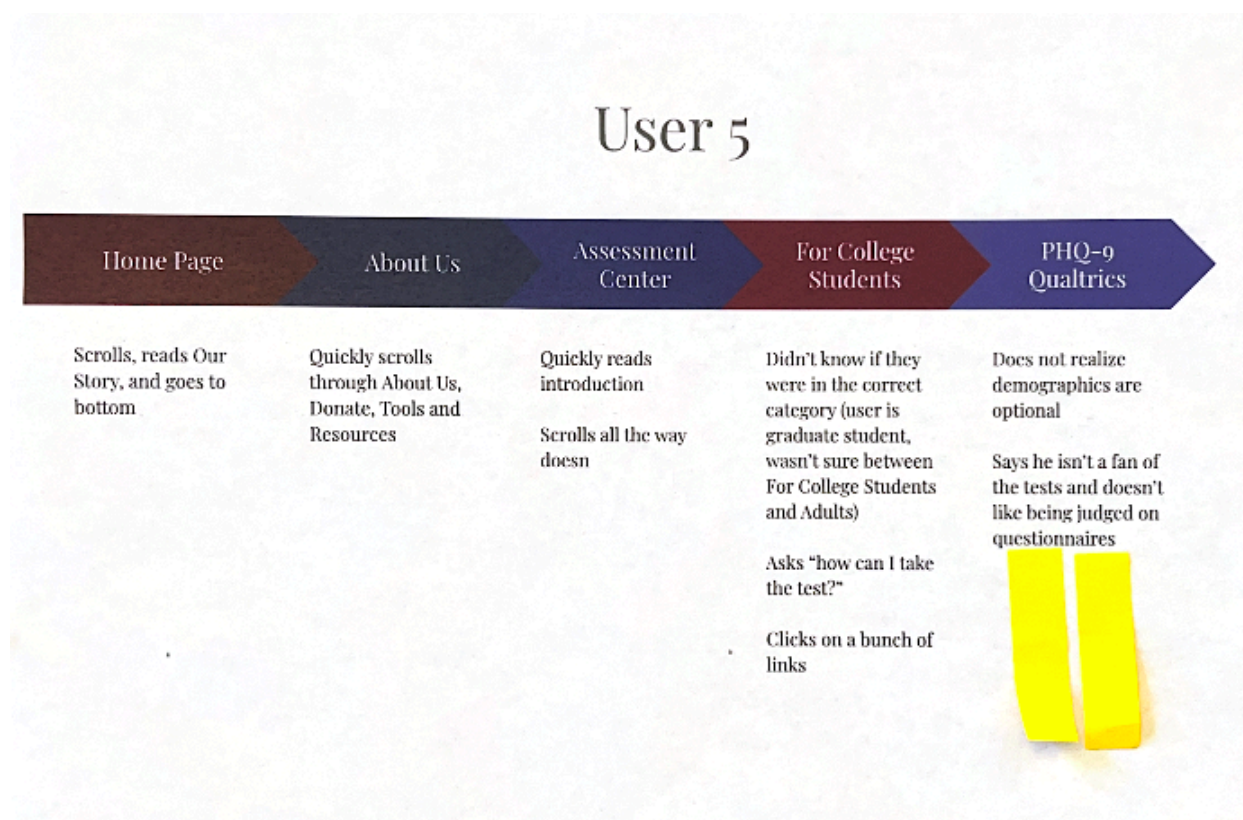 User 5
Home Page
About Us
Assessment
Center
For College
Students
PHQ-9
Qualtrics
Scrolls, reads Our
Story, and goes to
bottom
Quickly scrolls
through About Us,
Donate, Tools and
Resources
Quickly reads
introduction
Scrolls all the way
doesn
Didn't know if they
were in the correct
category (user is
graduate student,
wasn't sure between
For College Students
and Adults)
Asks “how can I take
the test?”
Clicks on a bunch of
links
Does not realize
demographics are
optional
Says he isn't a fan of
the tests and doesn't
like being judged on
questionnaires